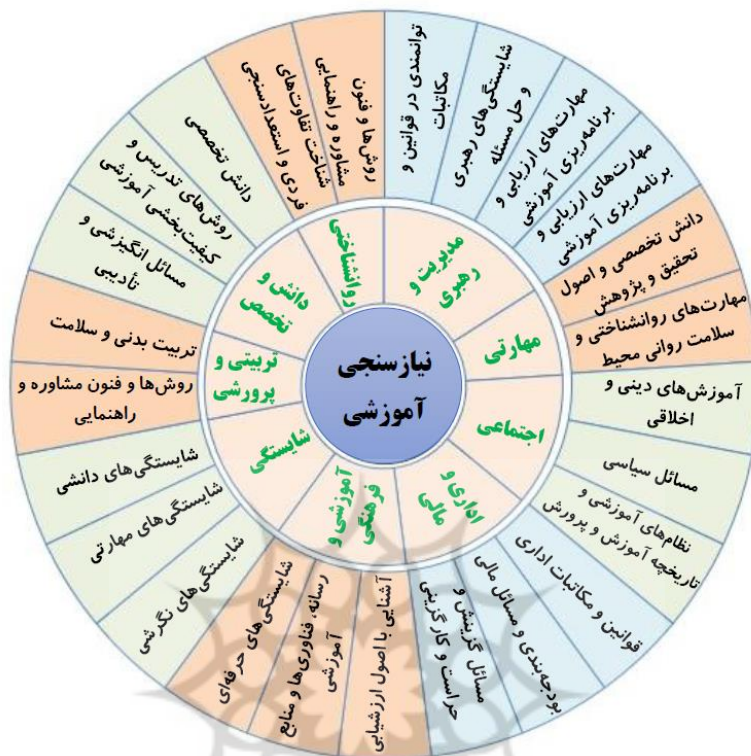 نیازسنجی
آموزشی
مدیریت و
رهبری
مهارتی
اجتماعی
اداری و
مالی
آموزشی و
فرهنگی
شایستگی
تربیتی و
پرورشی
دانش و
تخصص
روانشناختی
توانمندی در قوانین و
مکاتبات
شایستگی‌های رهبری
و حل مسئله
مهارت‌های ارزیابی و
برنامه‌ریزی آموزشی
مهارت‌های ارزیابی و
برنامه‌ریزی آموزشی
دانش تخصصی و اصول
تحقیق و پژوهش
مهارت‌های روانشناختی و
سلامت روانی محیط
آموزش‌های دینی و
اخلاقی
مسائل سیاسی
نظام‌های آموزشی و
تاریخچه آموزش و پرورش
قوانین و مکاتبات اداری
بودجه‌بندی و مسائل مالی
مسائل گزینش و
حراست و کارگزینی
آشنایی با اصول ارزشیابی
رسانه، فناوری‌ها و منابع
آموزشی
شایستگی‌های حرفه‌ای
شایستگی‌های نگرشی
شایستگی‌های مهارتی
شایستگی‌های دانشی
روش‌ها و فنون مشاوره و
راهنمایی
تربیت بدنی و سلامت
مسائل انگیزشی و
تأدیبی
روش‌های تدریس و
کیفیت‌بخشی آموزشی
دانش تخصصی
شناخت تفاوت‌های
فردی و استعدادسنجی
روش‌ها و فنون
مشاوره و راهنمایی